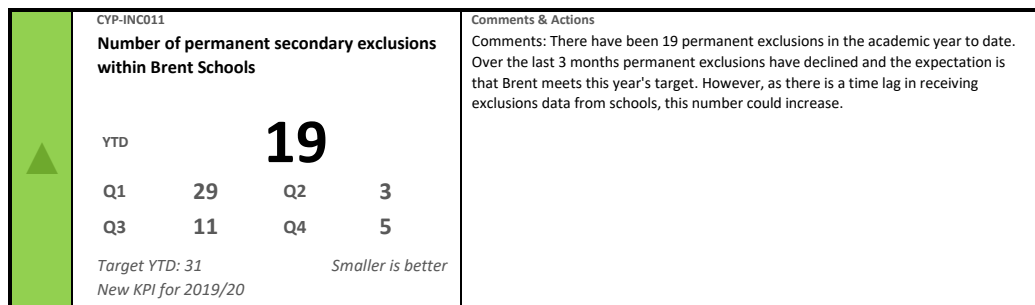 CYP-INC011
Number of permanent secondary exclusions
within Brent Schools
YTD 19
Q1 29 Q2 3
Q3 11 Q4 5
Target YTD: 31 Smaller is better
New KPI for 2019/20
Comments & Actions
Comments: There have been 19 permanent exclusions in the academic year to date.
Over the last 3 months permanent exclusions have declined and the expectation is
that Brent meets this year's target. However, as there is a time lag in receiving
exclusions data from schools, this number could increase.